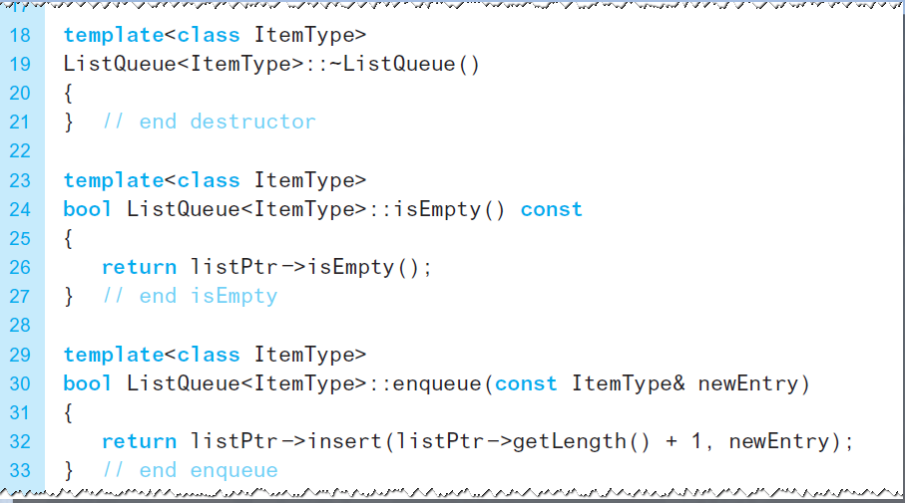 18 template<class ItemType>
19 ListQueue<ItemType>::~ListQueue()
20 {
21 } // end destructor
22
23 template<class ItemType>
24 bool ListQueue<ItemType>::isEmpty() const
25 {
26 return listPtr->isEmpty();
27 } // end isEmpty
28
29 template<class ItemType>
30 bool ListQueue<ItemType>::enqueue(const ItemType& newEntry)
31 {
32 return listPtr->insert(listPtr->getLength() + 1, newEntry);
33 } // end enqueue